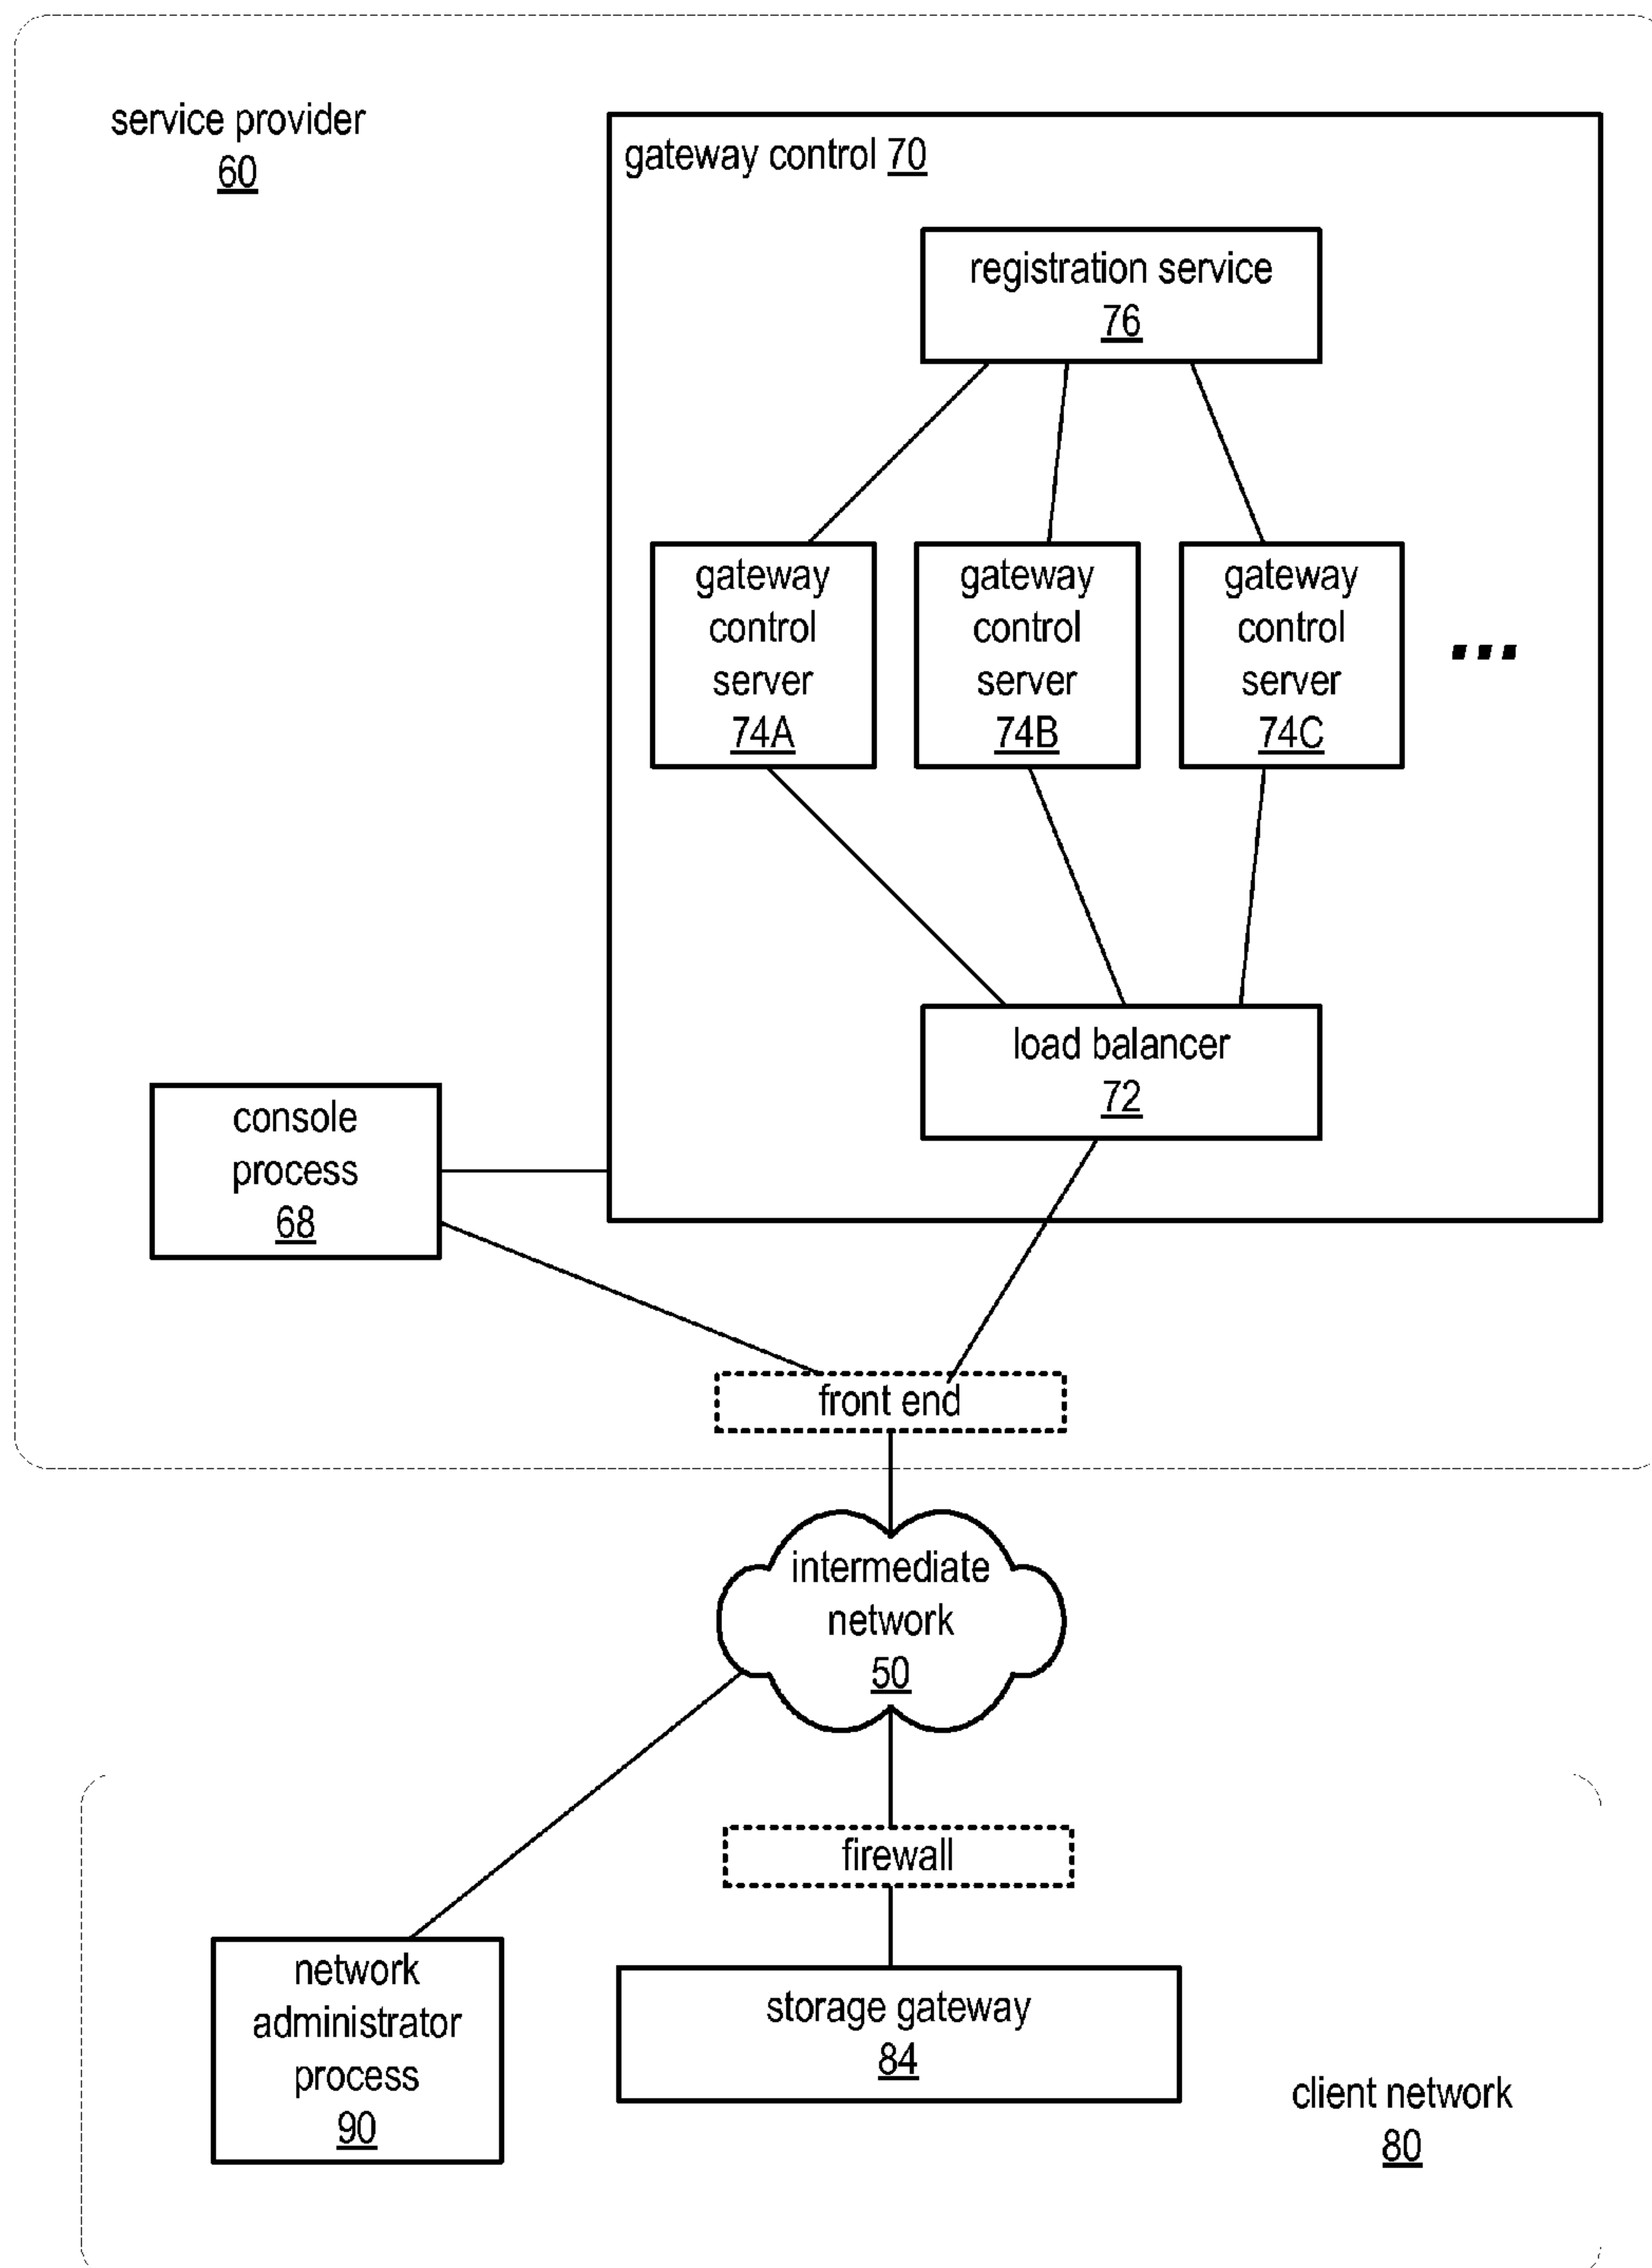 service provider
60
gateway control 70
registration service
76
gateway
control
server
74A
gateway
control
server
74B
gateway
control
server
74C
...
load balancer
72
console
process
68
front end
intermediate
network
50
firewall
network
administrator
process
90
storage gateway
84
client network
80